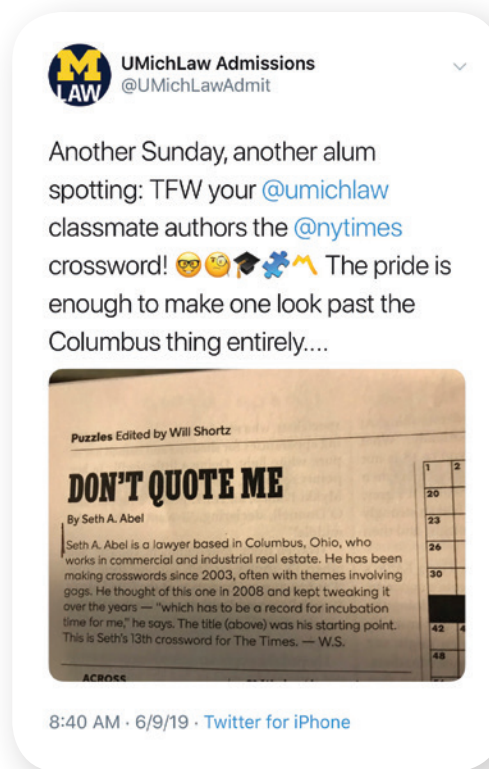 M
LAW
UMichLaw Admissions
@UMichLawAdmit
Another Sunday, another alum
spotting: TFW your @umichlaw
classmate authors the @nytimes
crossword! 🤓🧐🎓🧩〽️ The pride is
enough to make one look past the
Columbus thing entirely....
Puzzles Edited by Will Shortz
DON'T QUOTE ME
By Seth A. Abel
Seth A. Abel is a lawyer based in Columbus, Ohio, who
works in commercial and industrial real estate. He has been
making crosswords since 2003, often with themes involving
gags. He thought of this one in 2008 and kept tweaking it
over the years — "which has to be a record for incubation
time for me," he says. The title (above) was his starting point.
This is Seth's 13th crossword for The Times. — W.S.
ACROSS
1 2
20
23
26
30
42 4
48
8:40 AM · 6/9/19 · Twitter for iPhone